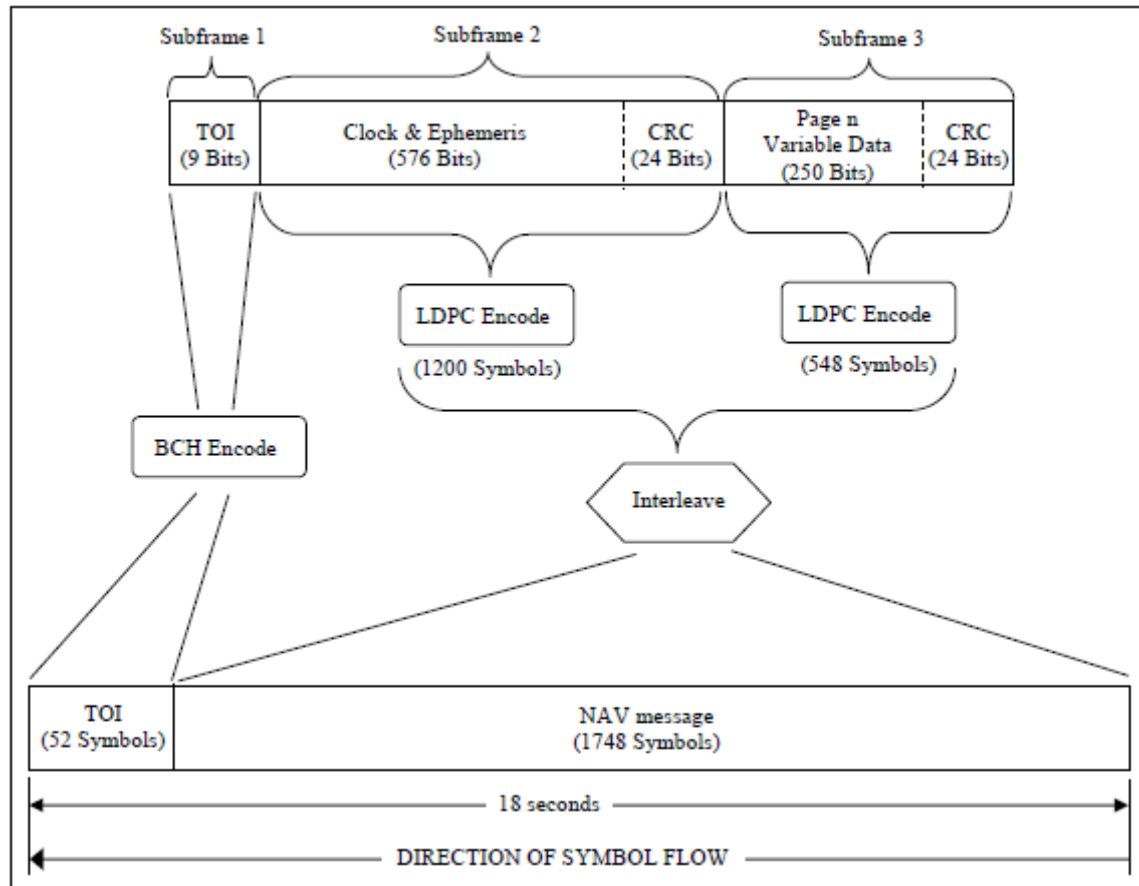 Subframe 1
Subframe 2
Subframe 3
TOI
(9 Bits)
Clock & Ephemeris
(576 Bits)
CRC
(24 Bits)
Page n
Variable Data
(250 Bits)
CRC
(24 Bits)
LDPC Encode
(1200 Symbols)
LDPC Encode
(548 Symbols)
BCH Encode
Interleave
TOI
(52 Symbols)
NAV message
(1748 Symbols)
18 seconds
DIRECTION OF SYMBOL FLOW